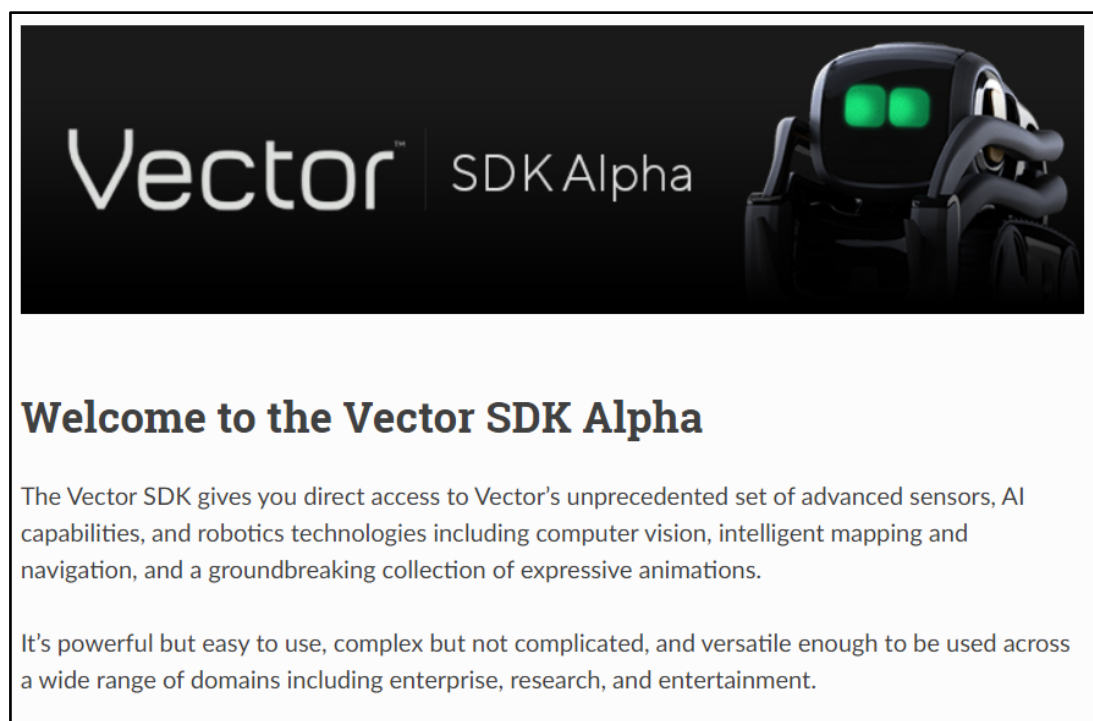 Vector™ SDK Alpha
Welcome to the Vector SDK Alpha
The Vector SDK gives you direct access to Vector’s unprecedented set of advanced sensors, AI
capabilities, and robotics technologies including computer vision, intelligent mapping and
navigation, and a groundbreaking collection of expressive animations.
It’s powerful but easy to use, complex but not complicated, and versatile enough to be used across
a wide range of domains including enterprise, research, and entertainment.